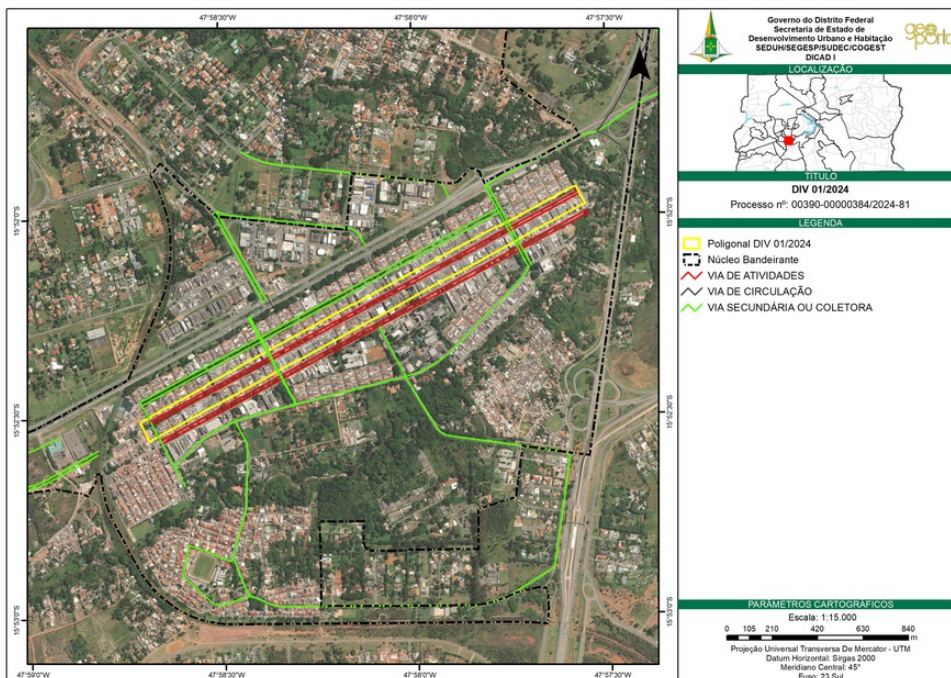 47°58'30"W
48°58'0"W
47°57'30"W
15°52'0"S
15°52'0"S
15°52'30"S
15°52'30"S
15°53'0"S
15°53'0"S
47°59'0"W
47°58'30"W
47°58'0"W
47°57'30"W
Governo do Distrito Federal
Secretaria de Estado de
Desenvolvimento Urbano e Habitação
SEDUH/SEGESP/SUDEC/COGEST
DICAD I
geoportal
LOCALIZAÇÃO
TÍTULO
DIV 01/2024
Processo nº: 00390-00000384/2024-81
LEGENDA
Poligonal DIV 01/2024
Núcleo Bandeirante
VIA DE ATIVIDADES
VIA DE CIRCULAÇÃO
VIA SECUNDÁRIA OU COLETORA
PARÂMETROS CARTOGRÁFICOS
Escala: 1:15.000
0 105 210 420 630 840
m
Projeção Universal Transversa De Mercator - UTM
Datum Horizontal: Sirgas 2000
Meridiano Central: 45°
Fuso: 23 Sul